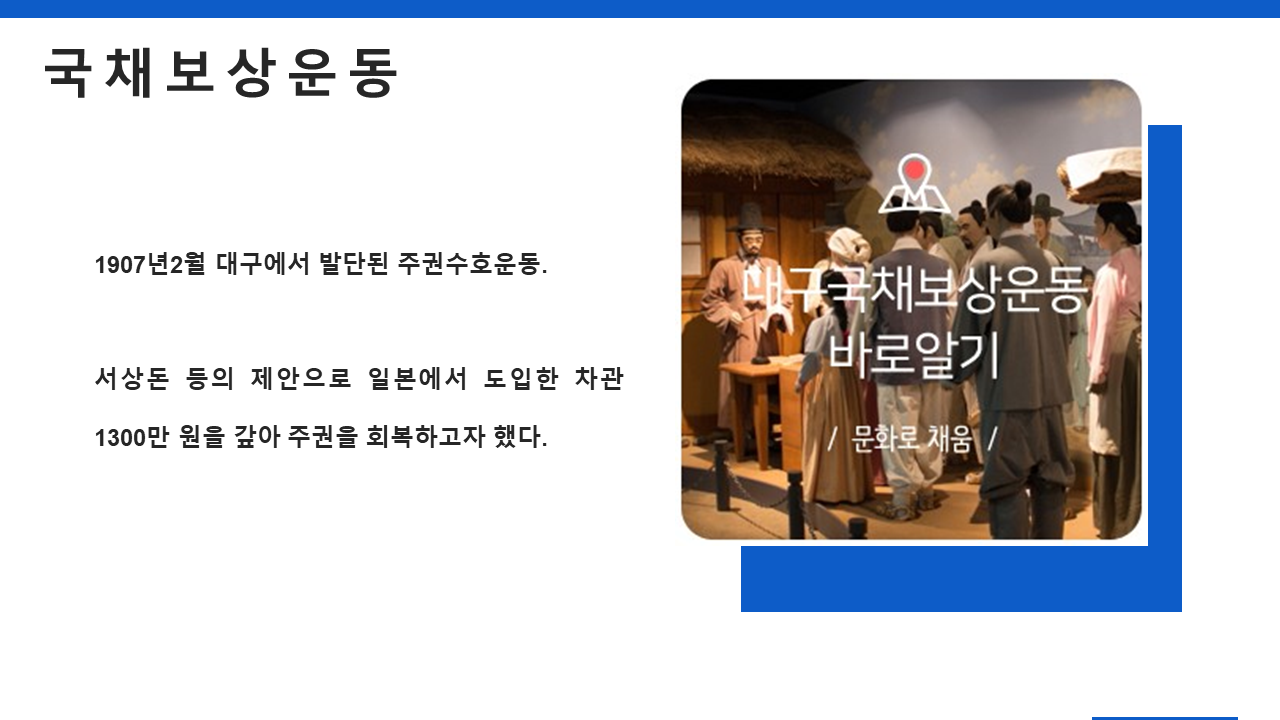 국채보상운동
1907년2월 대구에서 발단된 주권수호운동.
서상돈 등의 제안으로 일본에서 도입한 차관
1300만 원을 갚아 주권을 회복하고자 했다.
대구국채보상운동
바로알기
/ 문화로 채움 /